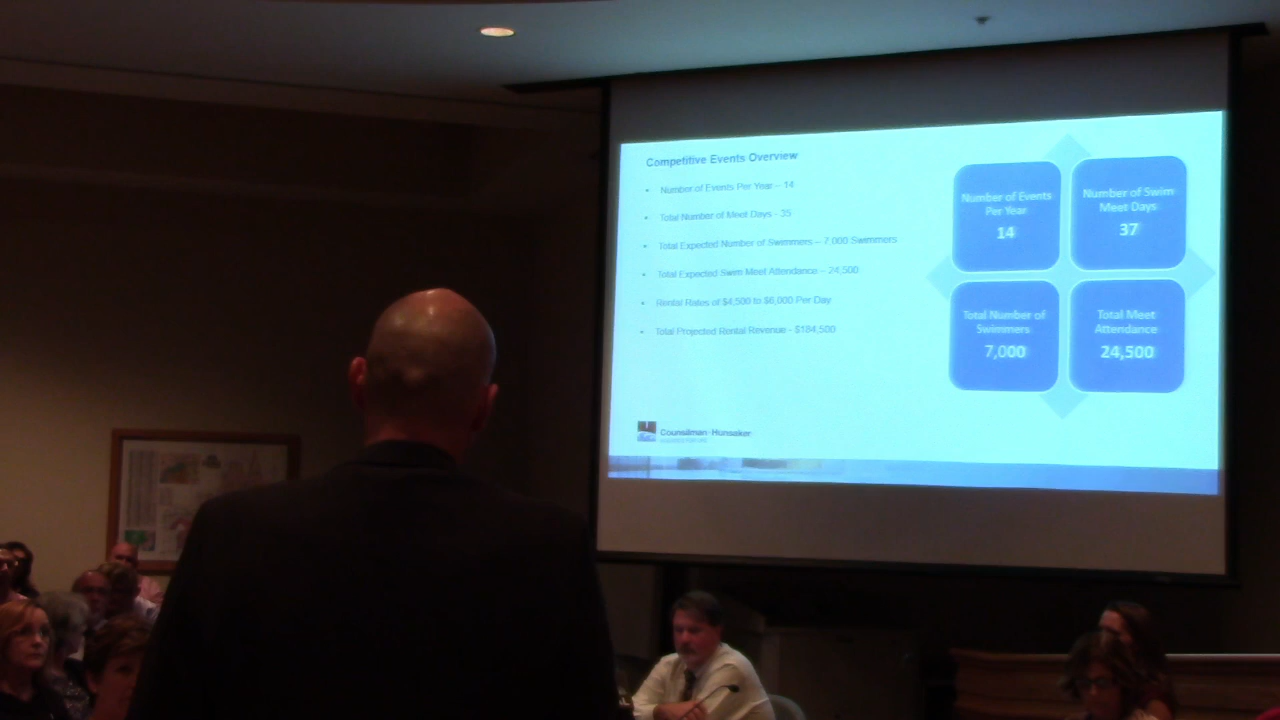 Competitive Events Overview
• Number of Events Per Year – 14
• Total Number of Meet Days - 35
• Total Expected Number of Swimmers – 7,000 Swimmers
• Total Expected Swim Meet Attendance – 24,500
• Rental Rates of $4,500 to $6,000 Per Day
• Total Projected Rental Revenue - $184,500
Number of Events
Per Year
14
Number of Swim
Meet Days
37
Total Number of
Swimmers
7,000
Total Meet
Attendance
24,500
Counsilman·Hunsaker